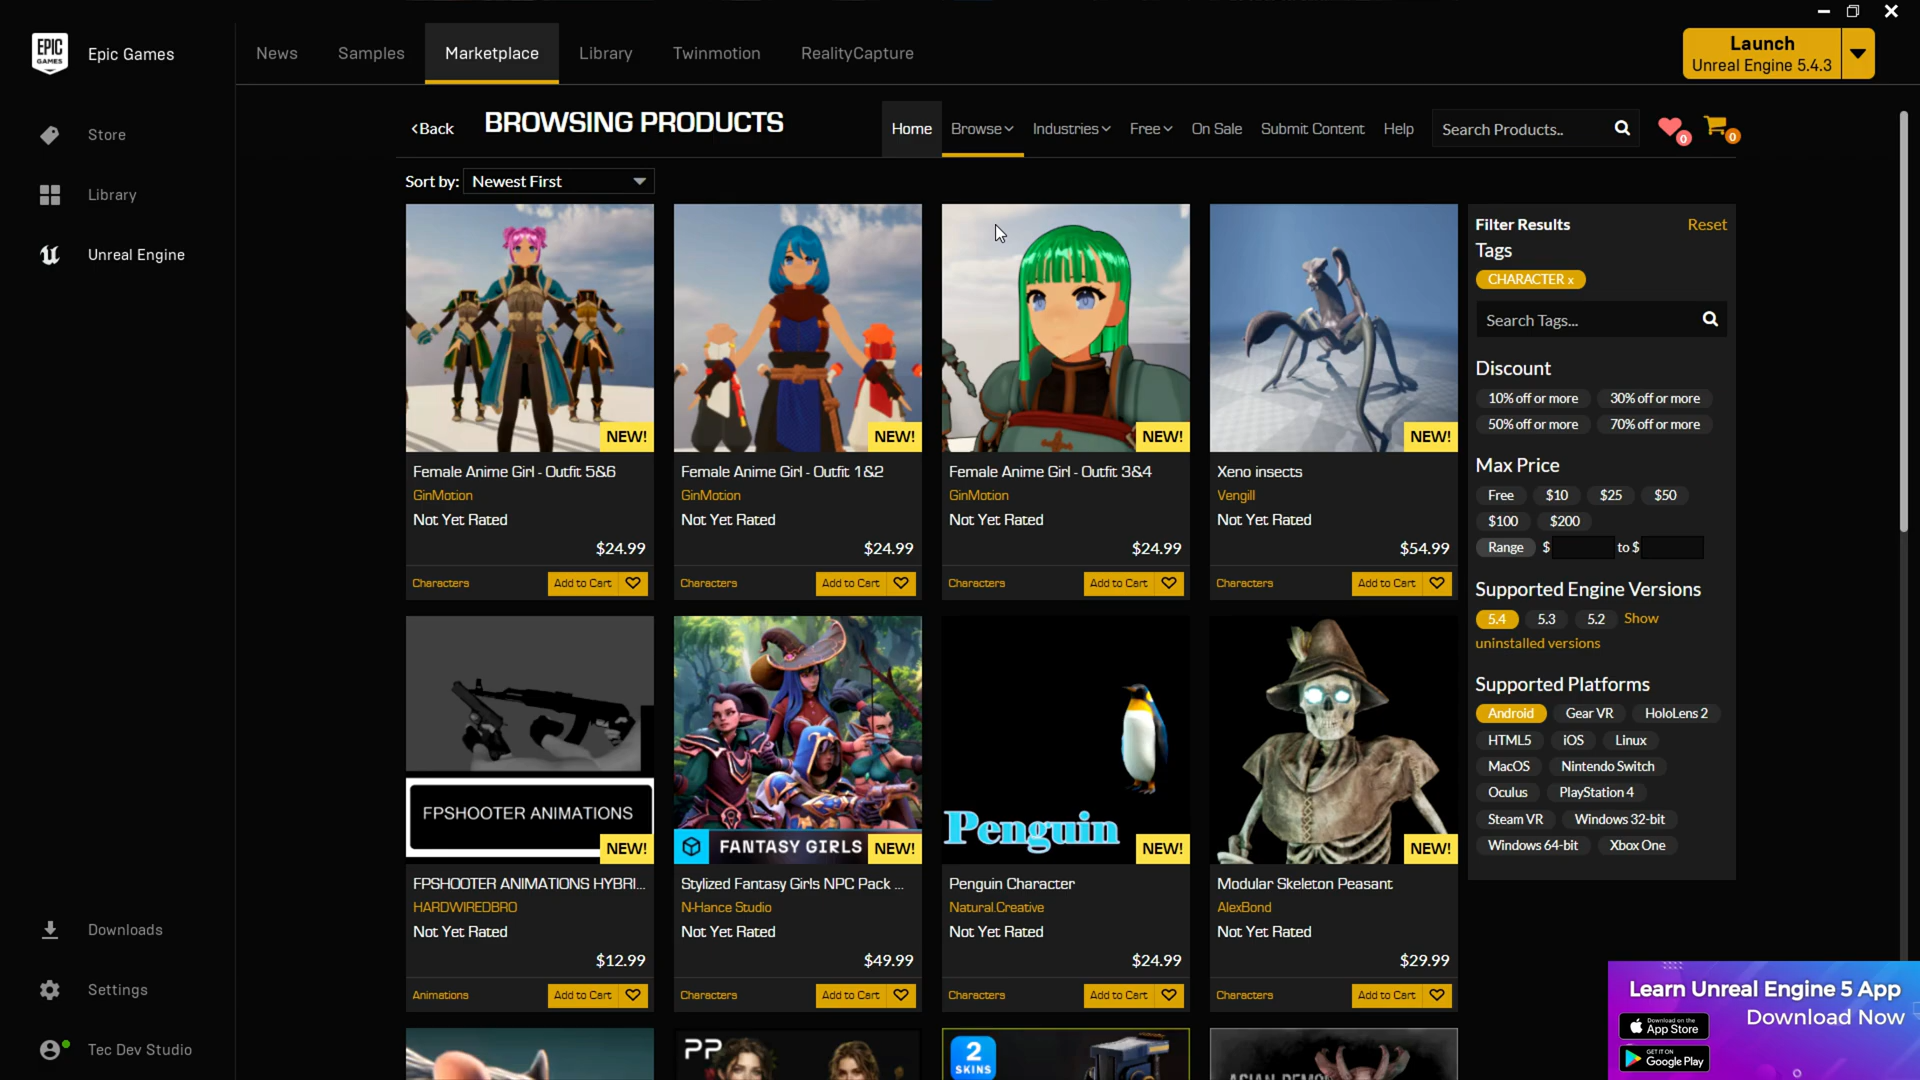 EPIC
GAMES
Epic Games
News
Samples
Marketplace
Library
Twinmotion
RealityCapture
Launch
Unreal Engine 5.4.3
Store
Library
Unreal Engine
Downloads
Settings
Tec Dev Studio
<Back
BROWSING PRODUCTS
Home
Browse
Industries
Free
On Sale
Submit Content
Help
Search Products..
0
0
Sort by:
Newest First
NEW!
NEW!
NEW!
NEW!
Female Anime Girl - Outfit 5&6
GinMotion
Not Yet Rated
$24.99
Characters
Add to Cart
Female Anime Girl - Outfit 1&2
GinMotion
Not Yet Rated
$24.99
Characters
Add to Cart
Female Anime Girl - Outfit 3&4
GinMotion
Not Yet Rated
$24.99
Characters
Add to Cart
Xeno insects
Vengill
Not Yet Rated
$54.99
Characters
Add to Cart
FPSHOOTER ANIMATIONS
NEW!
FPSHOOTER ANIMATIONS HYBRI...
HARDWIREDBRO
Not Yet Rated
$12.99
Animations
Add to Cart
FANTASY GIRLS
NEW!
Stylized Fantasy Girls NPC Pack ...
N-Hance Studio
Not Yet Rated
$49.99
Characters
Add to Cart
Penguin
NEW!
Penguin Character
Natural.Creative
Not Yet Rated
$24.99
Characters
Add to Cart
NEW!
Modular Skeleton Peasant
AlexBond
Not Yet Rated
$29.99
Characters
Add to Cart
PP
2
SKINS
ASIAN DEMON
Filter Results
Reset
Tags
CHARACTER x
Search Tags...
Discount
10% off or more
30% off or more
50% off or more
70% off or more
Max Price
Free
$10
$25
$50
$100
$200
Range
$
to $
Supported Engine Versions
5.4
5.3
5.2
Show
uninstalled versions
Supported Platforms
Android
Gear VR
HoloLens 2
HTML5
iOS
Linux
MacOS
Nintendo Switch
Oculus
PlayStation 4
Steam VR
Windows 32-bit
Windows 64-bit
Xbox One
Learn Unreal Engine 5 App
Download Now
Download on the
App Store
GET IT ON
Google Play